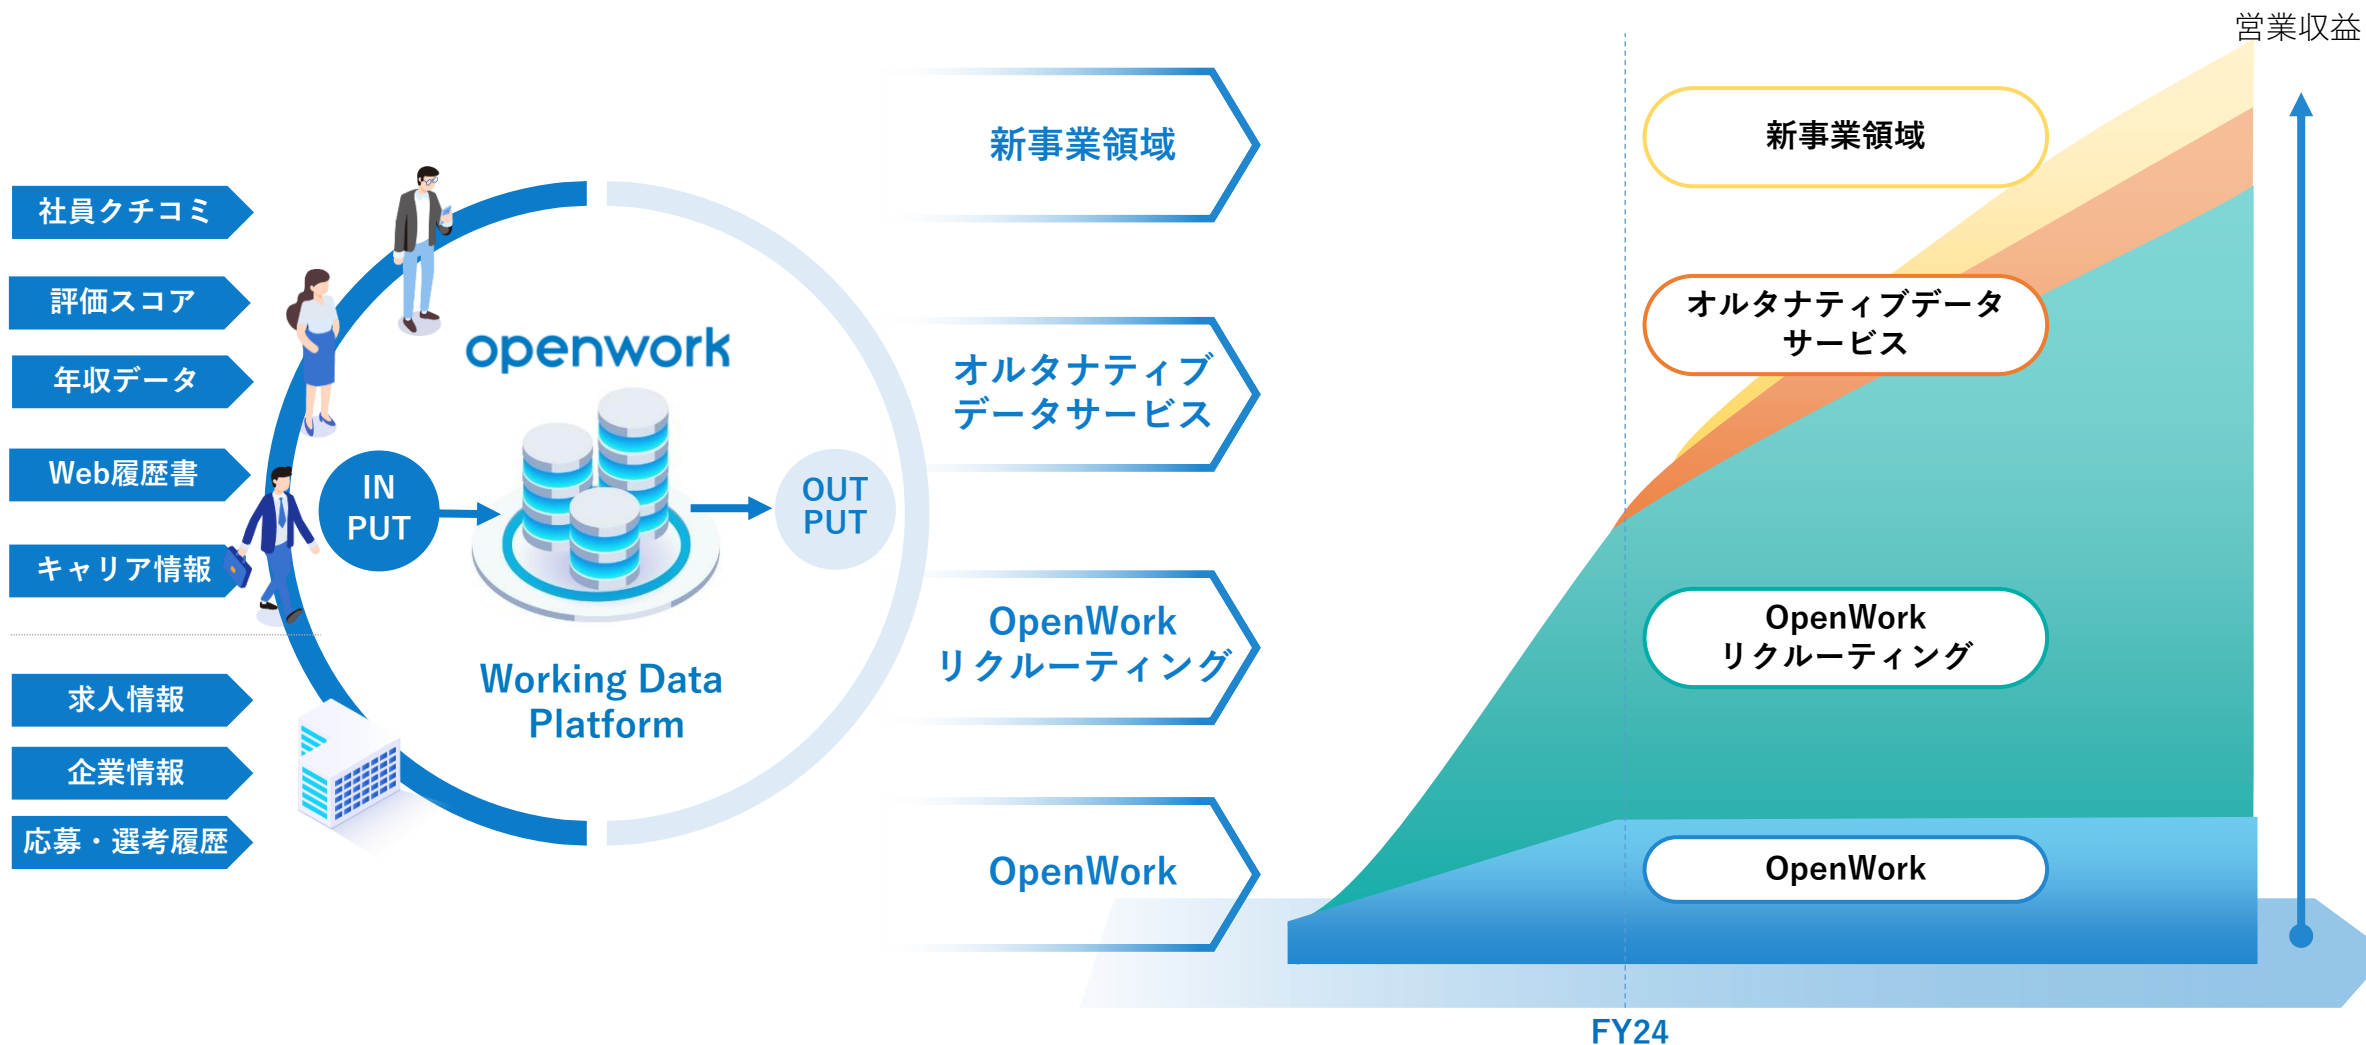 社員クチコミ
評価スコア
年収データ
Web履歴書
キャリア情報
求人情報
企業情報
応募・選考履歴
openwork
IN
PUT
OUT
PUT
Working Data
Platform
新事業領域
オルタナティブ
データサービス
OpenWork
リクルーティング
OpenWork
営業収益
新事業領域
オルタナティブデータ
サービス
OpenWork
リクルーティング
OpenWork
FY24